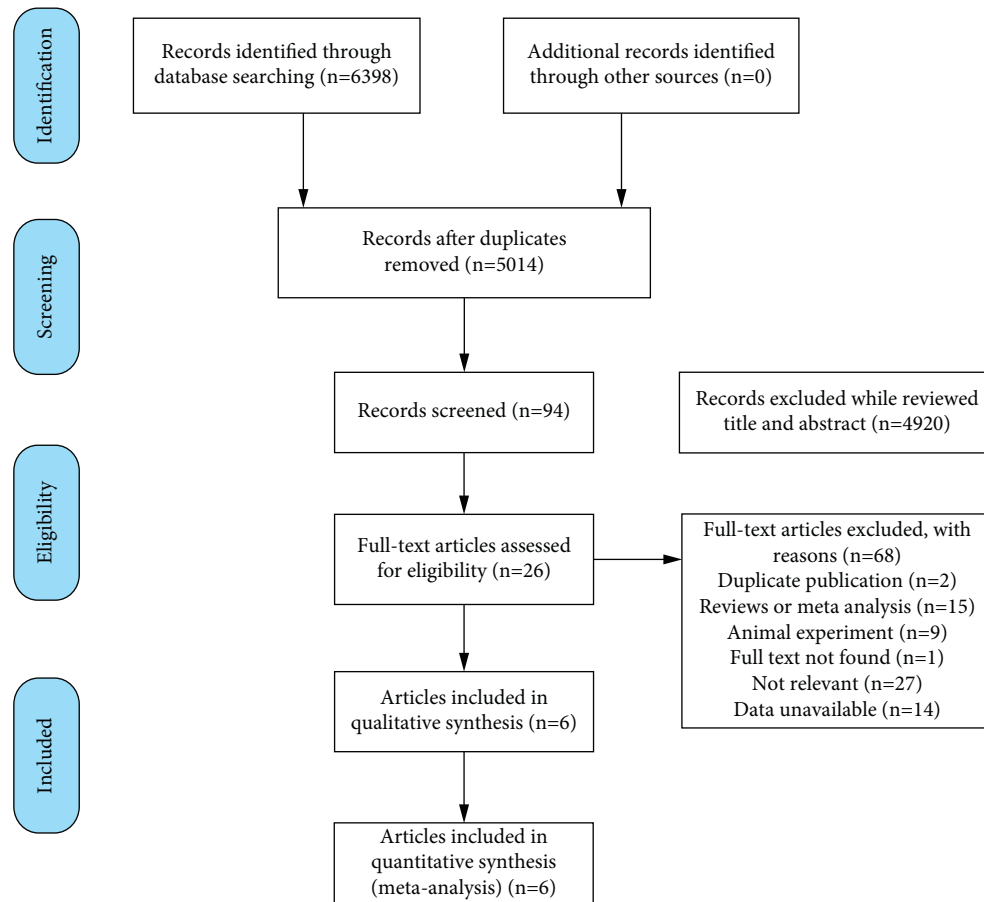 Identification
Records identified through
database searching (n=6398)
Additional records identified
through other sources (n=0)
Screening
Records after duplicates
removed (n=5014)
Records screened (n=94)
Records excluded while reviewed
title and abstract (n=4920)
Eligibility
Full-text articles assessed
for eligibility (n=26)
Full-text articles excluded, with
reasons (n=68)
Duplicate publication (n=2)
Reviews or meta analysis (n=15)
Animal experiment (n=9)
Full text not found (n=1)
Not relevant (n=27)
Data unavailable (n=14)
Included
Articles included in
qualitative synthesis (n=6)
Articles included in
quantitative synthesis
(meta-analysis) (n=6)